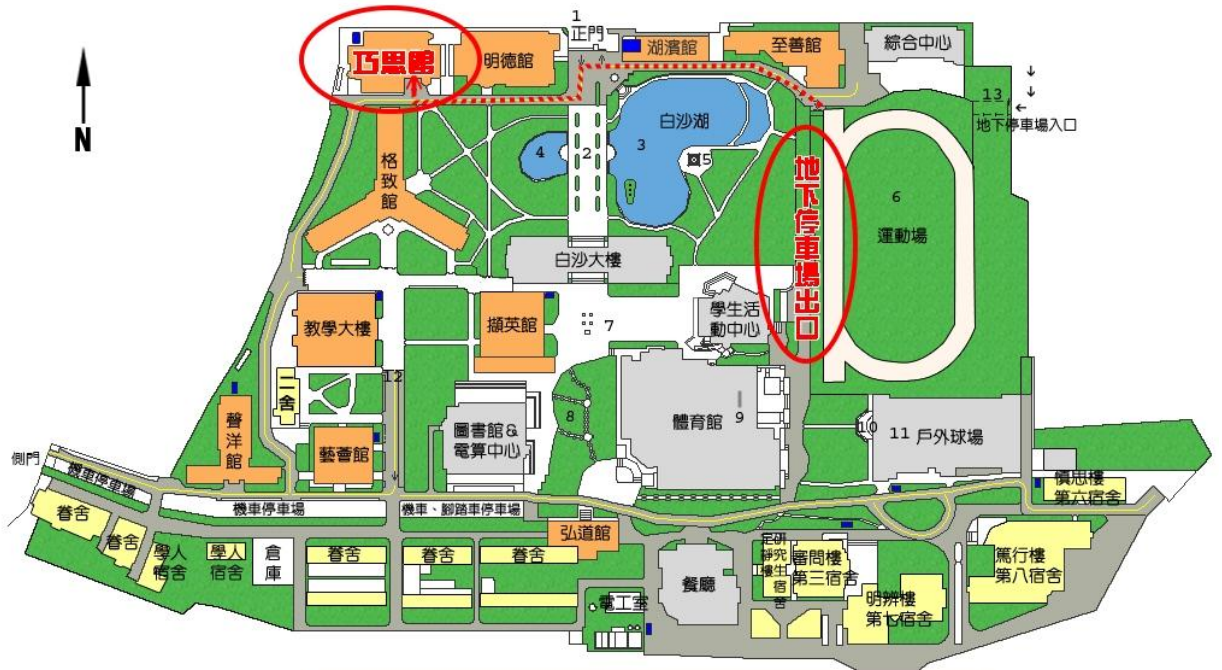 1
正門
巧思館
明德館
湖濱館
至善館
綜合中心
N
13
地下停車場入口
白沙湖
格致館
4
2
3
5
地下停車場出口
6
運動場
白沙大樓
教學大樓
擷英館
7
學生活
動中心
12
二舍
8
9
體育館
圖書館&
電算中心
聲洋館
藝薈館
10
11
戶外球場
側門
機車停車場
機車停車場
機車、腳踏車停車場
弘道館
慎思樓
第六宿舍
眷舍
眷舍
學人
宿舍
學人
宿舍
倉庫
眷舍
眷舍
眷舍
餐廳
電工室
研究生宿舍
定靜樓
審問樓
第三宿舍
明辨樓
第七宿舍
篤行樓
第八宿舍